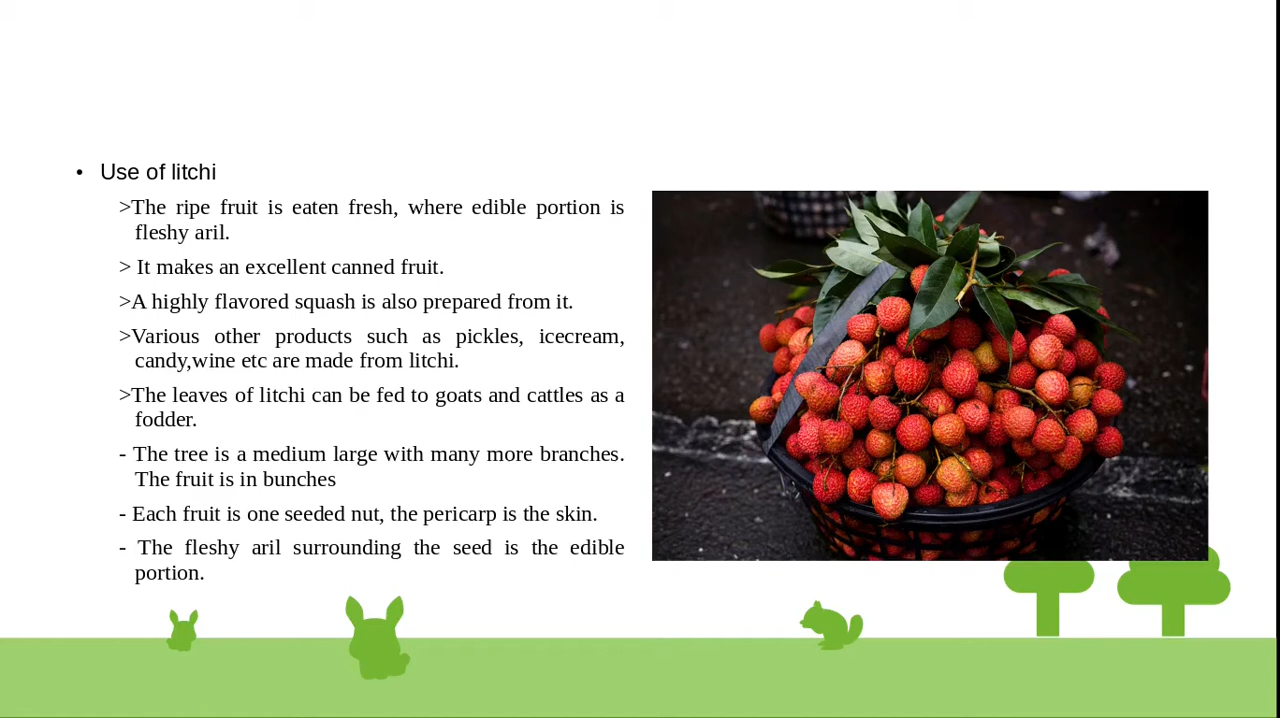 • Use of litchi
>The ripe fruit is eaten fresh, where edible portion is
fleshy aril.
> It makes an excellent canned fruit.
>A highly flavored squash is also prepared from it.
>Various other products such as pickles, icecream,
candy,wine etc are made from litchi.
>The leaves of litchi can be fed to goats and cattles as a
fodder.
- The tree is a medium large with many more branches.
The fruit is in bunches
- Each fruit is one seeded nut, the pericarp is the skin.
- The fleshy aril surrounding the seed is the edible
portion.